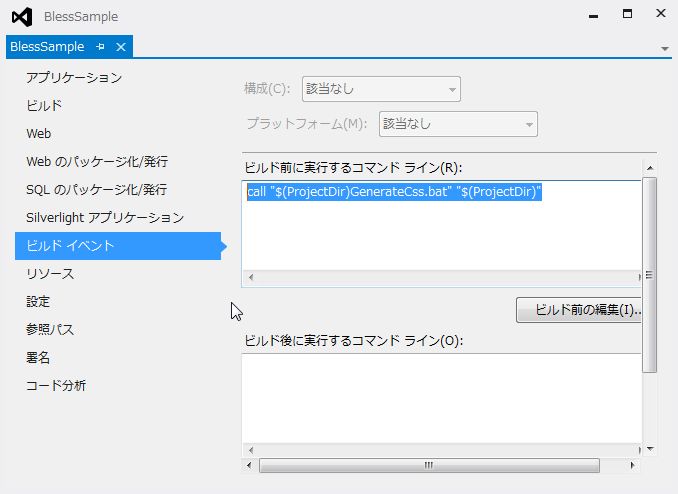 BlessSample
BlessSample
アプリケーション
ビルド
Web
Web のパッケージ化/発行
SQL のパッケージ化/発行
Silverlight アプリケーション
ビルド イベント
リソース
設定
参照パス
署名
コード分析
構成(C): 該当なし
プラットフォーム(M): 該当なし
ビルド前に実行するコマンド ライン(R):
call "$(ProjectDir)GenerateCss.bat" "$(ProjectDir)"
ビルド前の編集(I)..
ビルド後に実行するコマンド ライン(O):